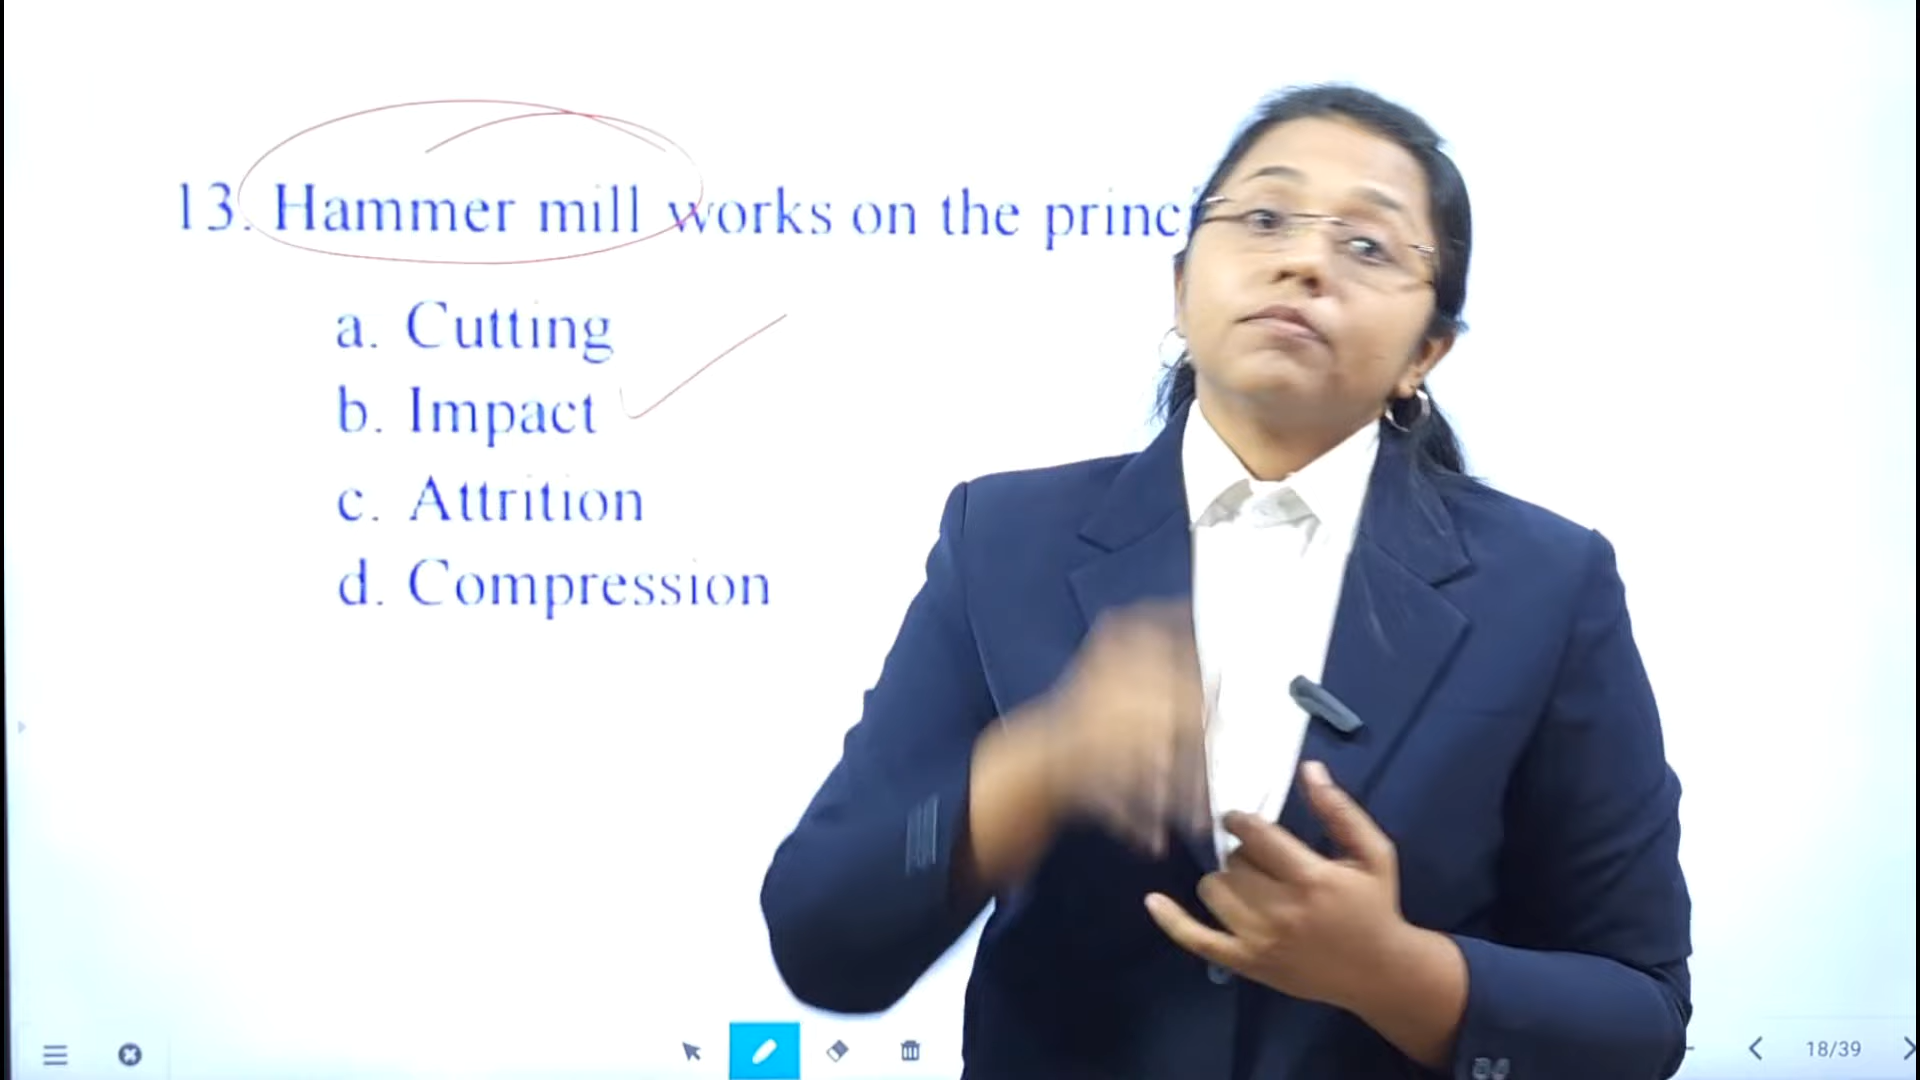 13. Hammer mill works on the princi
a. Cutting
b. Impact
c. Attrition
d. Compression
18/39